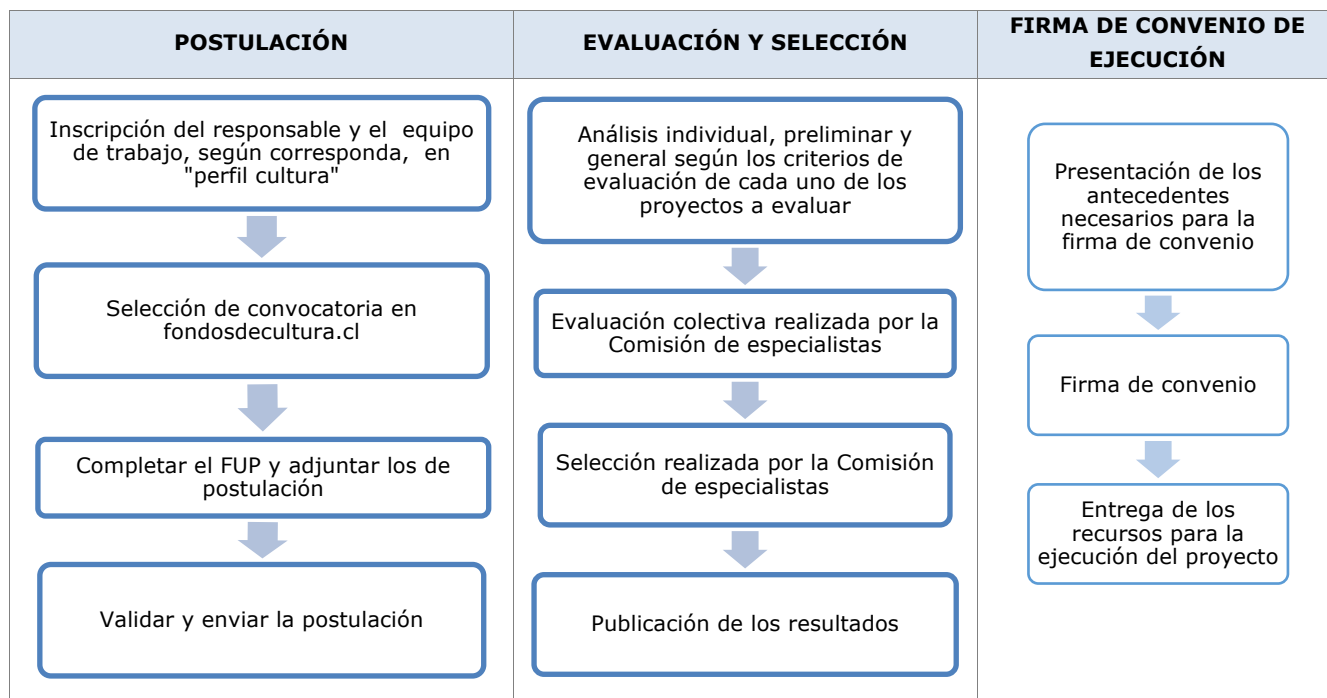 POSTULACIÓN
Inscripción del responsable y el equipo
de trabajo, según corresponda, en
"perfil cultura"
Selección de convocatoria en
fondosdecultura.cl
Completar el FUP y adjuntar los de
postulación
Validar y enviar la postulación
EVALUACIÓN Y SELECCIÓN
Análisis individual, preliminar y
general según los criterios de
evaluación de cada uno de los
proyectos a evaluar
Evaluación colectiva realizada por la
Comisión de especialistas
Selección realizada por la Comisión
de especialistas
Publicación de los resultados
FIRMA DE CONVENIO DE
EJECUCIÓN
Presentación de los
antecedentes
necesarios para la
firma de convenio
Firma de convenio
Entrega de los
recursos para la
ejecución del proyecto